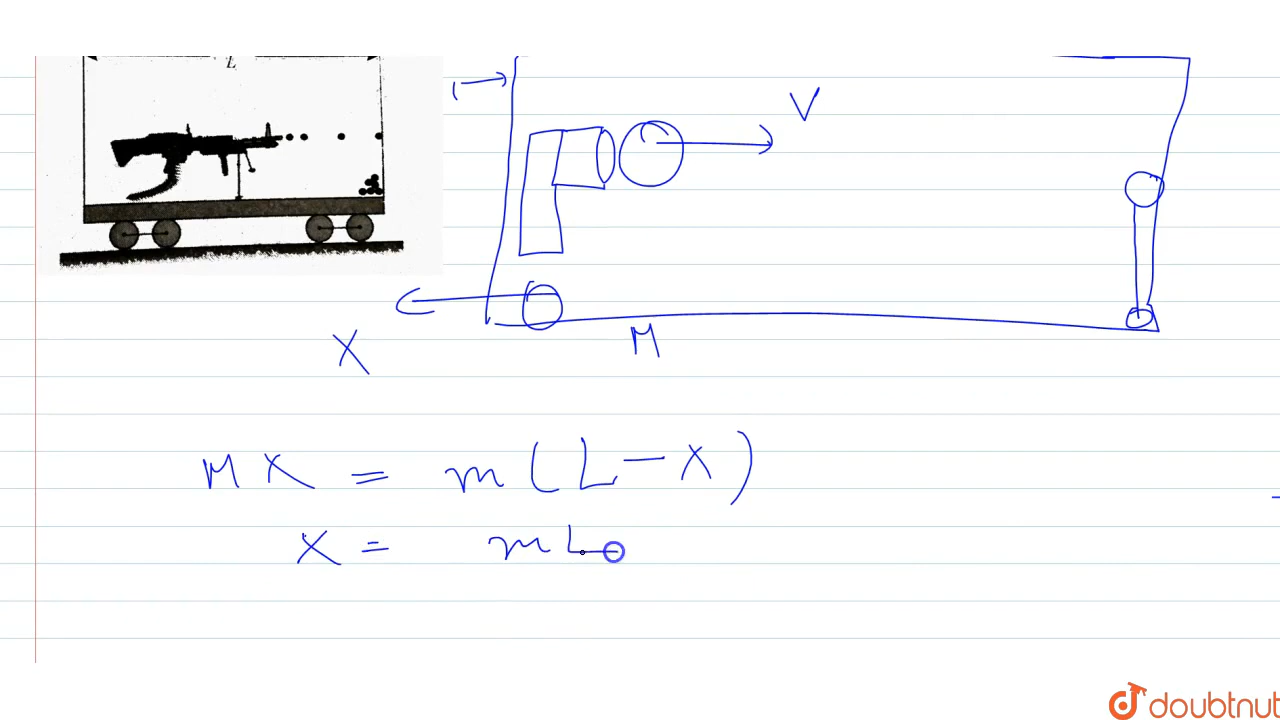 L
V
X
M
MX = m(L-X)
X = mL
doubtnut